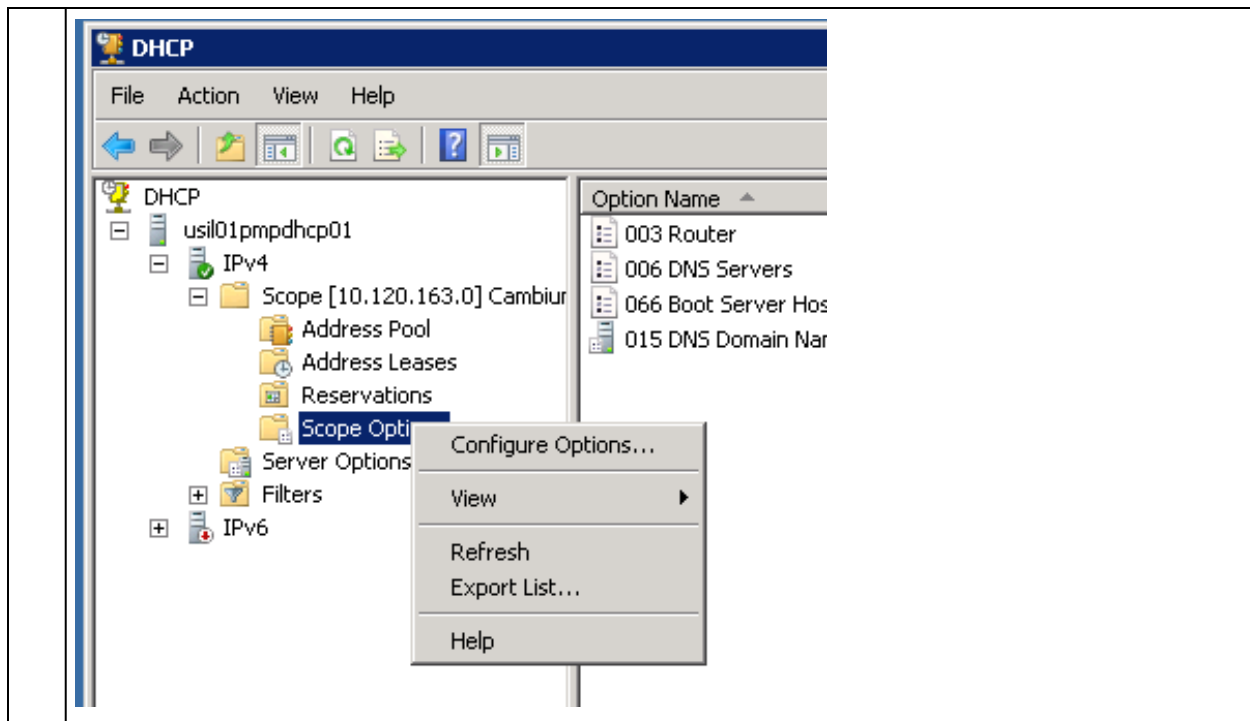 DHCP
File Action View Help
DHCP
usil01pmpdhcp01
IPv4
Scope [10.120.163.0] Cambiur
Address Pool
Address Leases
Reservations
Scope Opti
Server Options
Filters
IPv6
Configure Options...
View
Refresh
Export List...
Help
Option Name
003 Router
006 DNS Servers
066 Boot Server Hos
015 DNS Domain Nar